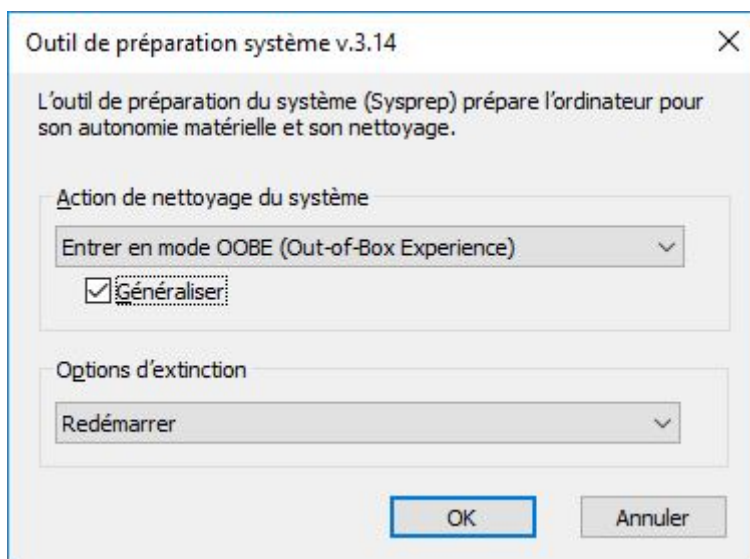 Outil de préparation système v.3.14
L'outil de préparation du système (Sysprep) prépare l'ordinateur pour
son autonomie matérielle et son nettoyage.
Action de nettoyage du système
Entrer en mode OOBE (Out-of-Box Experience)
Généraliser
Options d'extinction
Redémarrer
OK
Annuler